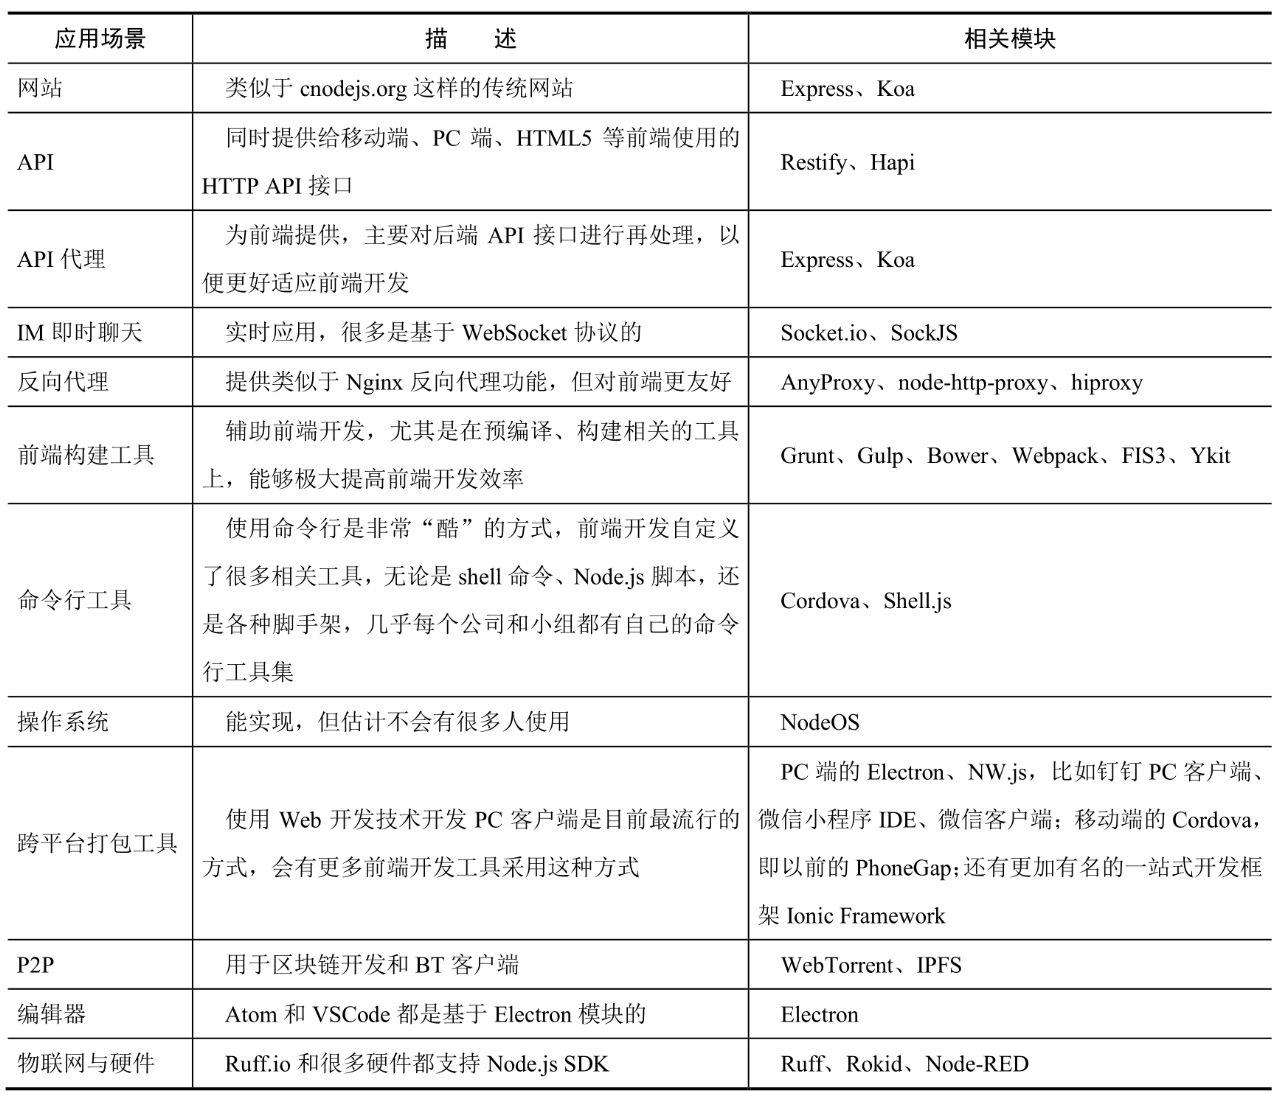 应用场景 描 述 相关模块
网站 类似于 cnodejs.org 这样的传统网站 Express、Koa
API
同时提供给移动端、PC 端、HTML5 等前端使用的
HTTP API 接口
Restify、Hapi
API 代理
为前端提供，主要对后端 API 接口进行再处理，以
便更好适应前端开发
Express、Koa
IM 即时聊天 实时应用，很多是基于 WebSocket 协议的 Socket.io、SockJS
反向代理 提供类似于 Nginx 反向代理功能，但对前端更友好 AnyProxy、node-http-proxy、hiproxy
前端构建工具
辅助前端开发，尤其是在预编译、构建相关的工具
上，能够极大提高前端开发效率
Grunt、Gulp、Bower、Webpack、FIS3、Ykit
命令行工具
使用命令行是非常“酷”的方式，前端开发自定义
了很多相关工具，无论是 shell 命令、Node.js 脚本，还
是各种脚手架，几乎每个公司和小组都有自己的命令
行工具集
Cordova、Shell.js
操作系统 能实现，但估计不会有很多人使用 NodeOS
跨平台打包工具
使用 Web 开发技术开发 PC 客户端是目前最流行的
方式，会有更多前端开发工具采用这种方式
PC 端的 Electron、NW.js，比如钉钉 PC 客户端、
微信小程序 IDE、微信客户端；移动端的 Cordova，
即以前的 PhoneGap；还有更加有名的一站式开发框
架 Ionic Framework
P2P 用于区块链开发和 BT 客户端 WebTorrent、IPFS
编辑器 Atom 和 VSCode 都是基于 Electron 模块的 Electron
物联网与硬件 Ruff.io 和很多硬件都支持 Node.js SDK Ruff、Rokid、Node-RED